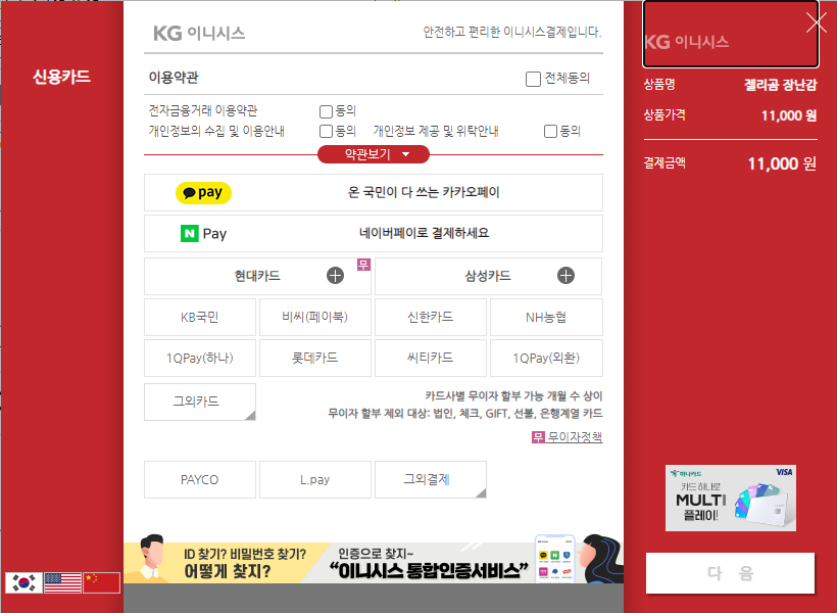 신용카드
KG 이니시스
안전하고 편리한 이니시스결제입니다.
이용약관
전체동의
전자금융거래 이용약관
동의
개인정보의 수집 및 이용안내
동의
개인정보 제공 및 위탁안내
동의
약관보기
pay
온 국민이 다 쓰는 카카오페이
N Pay
네이버페이로 결제하세요
현대카드
무
삼성카드
KB국민
비씨(페이북)
신한카드
NH농협
1QPay(하나)
롯데카드
씨티카드
1QPay(외환)
그외카드
카드사별 무이자 할부 가능 개월 수 상이
무이자 할부 제외 대상: 법인, 체크, GIFT, 선불, 은행계열 카드
무 무이자정책
PAYCO
L.pay
그외결제
ID 찾기? 비밀번호 찾기?
어떻게 찾지?
인증으로 찾지~
“이니시스 통합인증서비스”
KG 이니시스
상품명
젤리곰 장난감
상품가격
11,000 원
결제금액
11,000 원
하나카드
VISA
카드 하나로
MULTI
플레이!
다 음